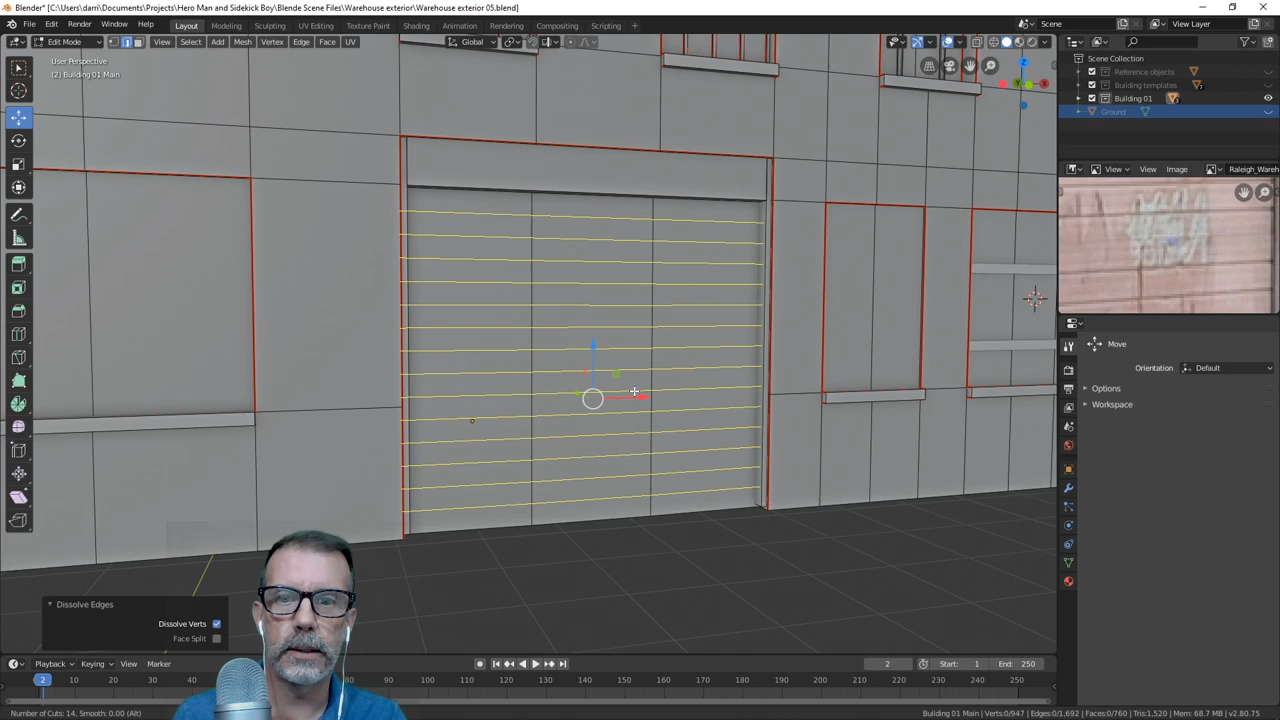 Blender* [C:\Users\darri\Documents\Projects\Hero Man and Sidekick Boy\Blende Scene Files\Warehouse exterior\Warehouse exterior 05.blend]
File Edit Render Window Help Layout Modeling Sculpting UV Editing Texture Paint Shading Animation Rendering Compositing Scripting + Scene View Layer
Edit Mode View Select Add Mesh Vertex Edge Face UV Global
User Perspective
(2) Building 01 Main
Scene Collection
Reference objects
Building templates
Building 01
Ground
View View Image Raleigh_Wareh
Move
Orientation Default
Options
Workspace
Dissolve Edges
Dissolve Verts
Face Split
Playback Keying View Marker 2 Start: 1 End: 250
2 10 20 30 40 50 60 70 80 90 100 110 120 130 140 150 160 170 180 190 200 210 220 230 240 250
Number of Cuts: 14, Smooth: 0.00 (Alt) Building 01 Main | Verts:0/947 | Edges:0/1,692 | Faces:0/760 | Tris:1,520 | Mem: 68.7 MB | v2.80.75